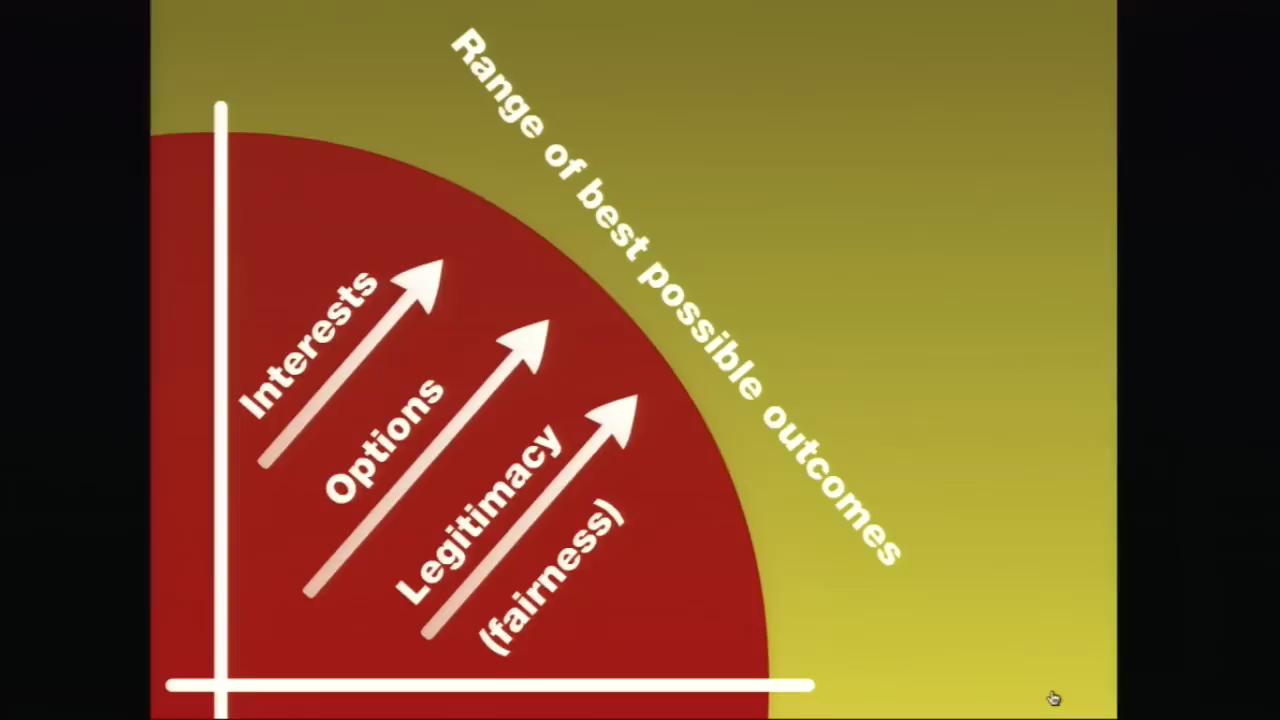 Range of best possible outcomes
Interests
Options
Legitimacy
(fairness)